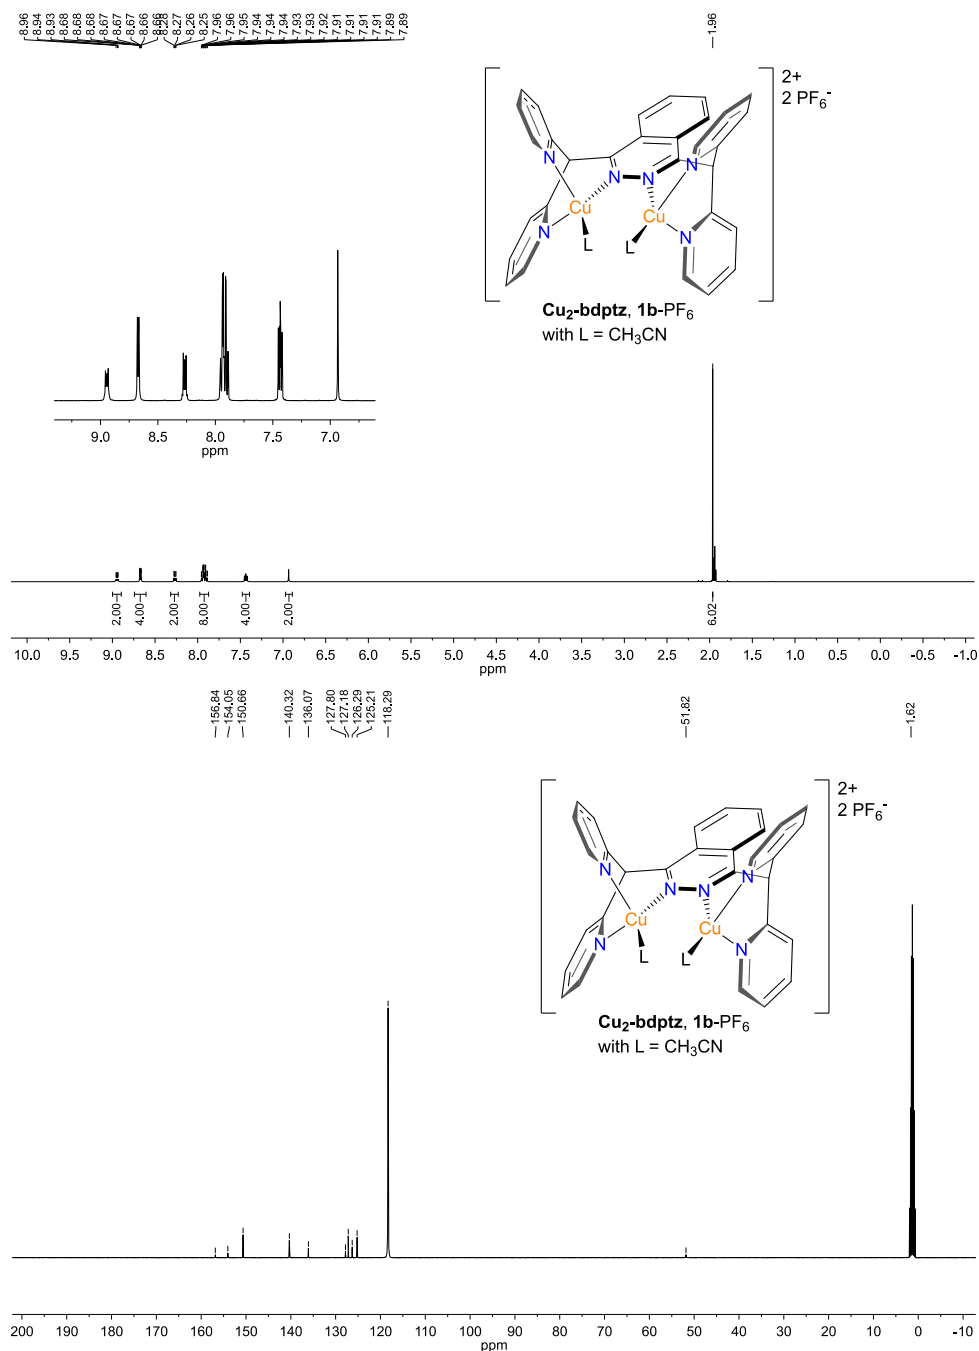 8.96 8.94 8.93 8.68 8.68 8.68 8.67 8.67 8.67 8.66 8.66 8.28 8.27 8.26 8.25 7.96 7.96 7.95 7.94 7.94 7.94 7.93 7.93 7.92 7.91 7.91 7.91 7.91 7.89 7.89
1.96
2+
2 PF6-
N N N N
Cu Cu
N N
L L
Cu2-bdptz, 1b-PF6
with L = CH3CN
9.0 8.5 8.0 7.5 7.0
ppm
2.00 4.00 2.00 8.00 4.00 2.00 6.02
10.0 9.5 9.0 8.5 8.0 7.5 7.0 6.5 6.0 5.5 5.0 4.5 4.0 3.5 3.0 2.5 2.0 1.5 1.0 0.5 0.0 -0.5 -1.0
ppm
156.84 154.05 150.66 140.32 136.07 127.80 127.18 126.29 125.21 118.29 51.82 1.62
2+
2 PF6-
N N N N
Cu Cu
N N
L L
Cu2-bdptz, 1b-PF6
with L = CH3CN
200 190 180 170 160 150 140 130 120 110 100 90 80 70 60 50 40 30 20 10 0 -10
ppm